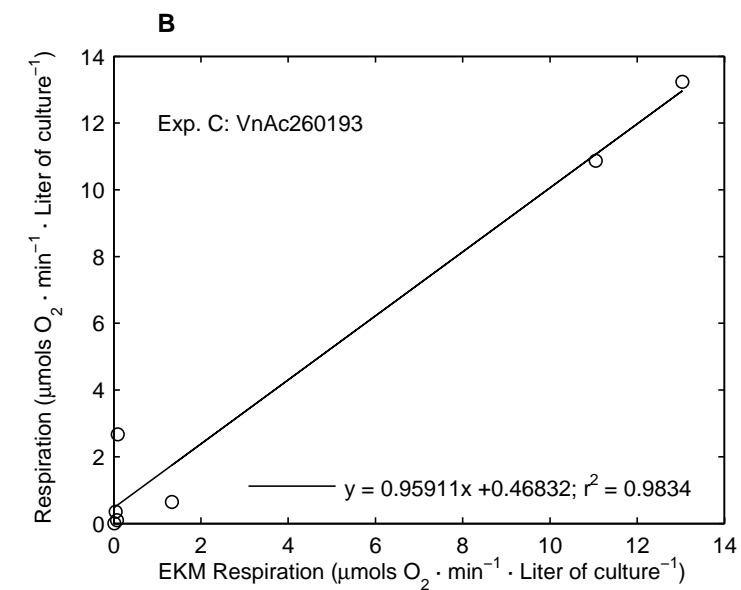 B
14
12
10
8
6
4
2
0
Respiration (μmols O₂ · min⁻¹ · Liter of culture⁻¹)
Exp. C: VnAc260193
y = 0.95911x +0.46832; r² = 0.9834
0 2 4 6 8 10 12 14
EKM Respiration (μmols O₂ · min⁻¹ · Liter of culture⁻¹)